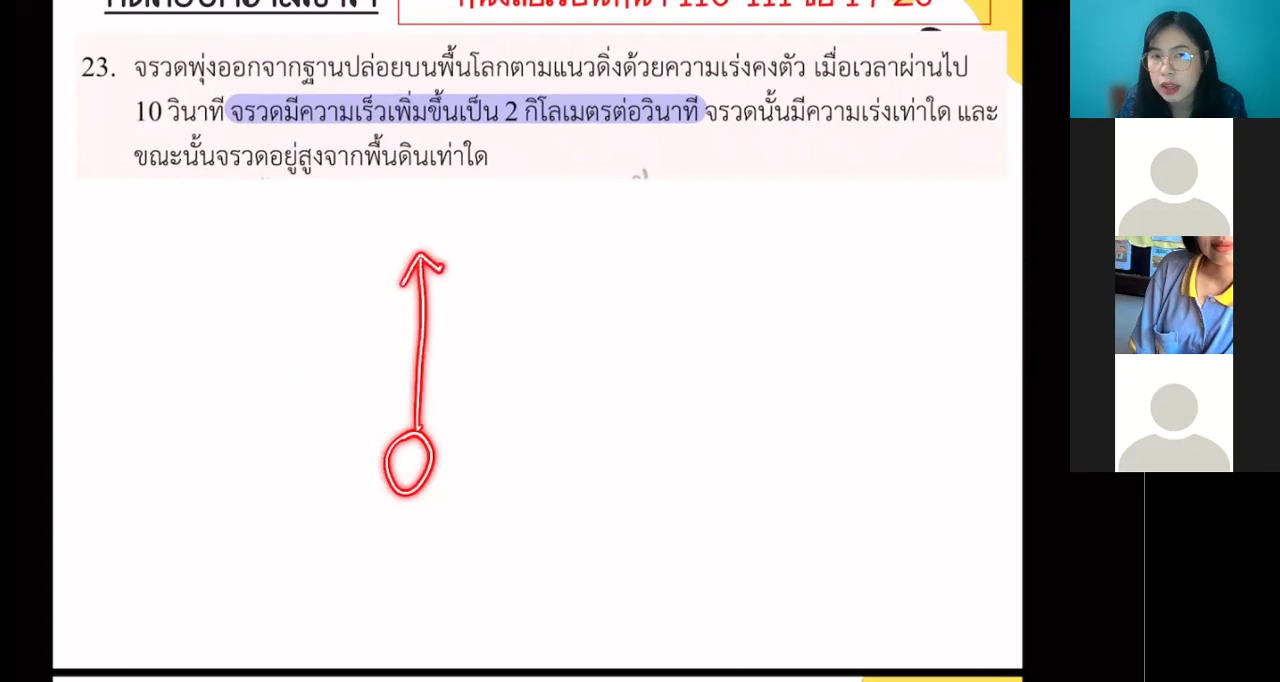 23. จรวดพุ่งออกจากฐานปล่อยบนพื้นโลกตามแนวดิ่งด้วยความเร่งคงตัว เมื่อเวลาผ่านไป
10 วินาที จรวดมีความเร็วเพิ่มขึ้นเป็น 2 กิโลเมตรต่อวินาที จรวดนั้นมีความเร่งเท่าใด และ
ขณะนั้นจรวดอยู่สูงจากพื้นดินเท่าใด